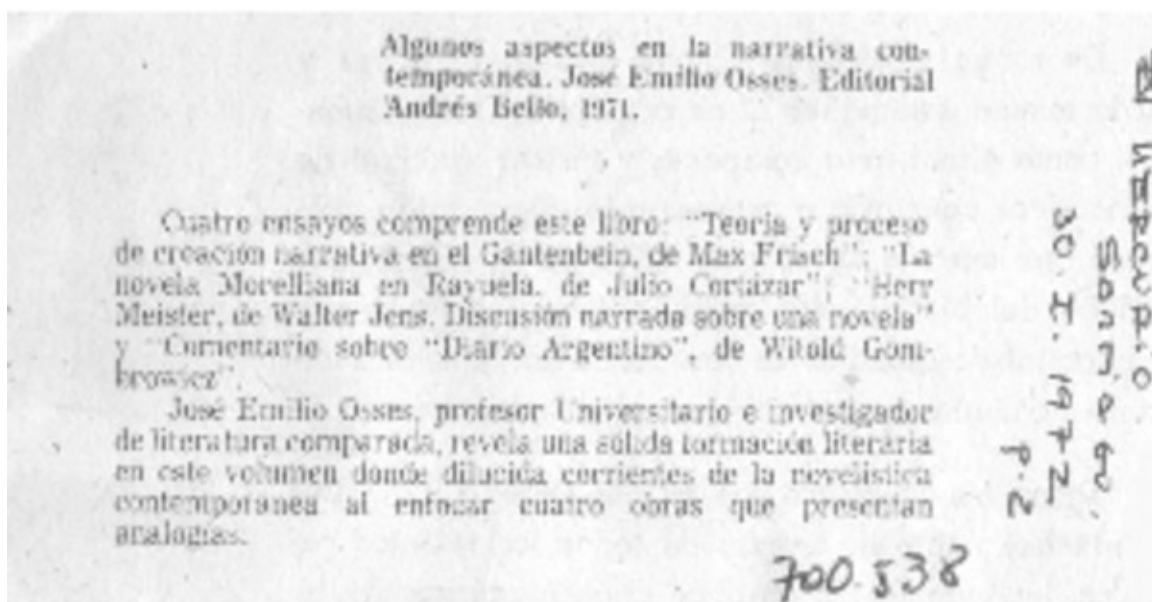 Algunos aspectos en la narrativa con-
temporánea. José Emilio Osses. Editorial
Andrés Bello, 1971.
Cuatro ensayos comprende este libro: "Teoría y proceso
de creación narrativa en el Gantenbein, de Max Frisch"; "La
novela Morelliana en Rayuela, de Julio Cortázar"; "Herr
Meister, de Walter Jens. Discusión narrada sobre una novela"
y "Comentario sobre "Diario Argentino", de Witold Gom-
browicz".
José Emilio Osses, profesor Universitario e investigador
de literatura comparada, revela una sólida formación literaria
en este volumen donde dilucida corrientes de la novelística
contemporánea al enfocar cuatro obras que presentan
analogías.
El Mercurio
Santiago.
30. I. 1972
P. 2
700.538